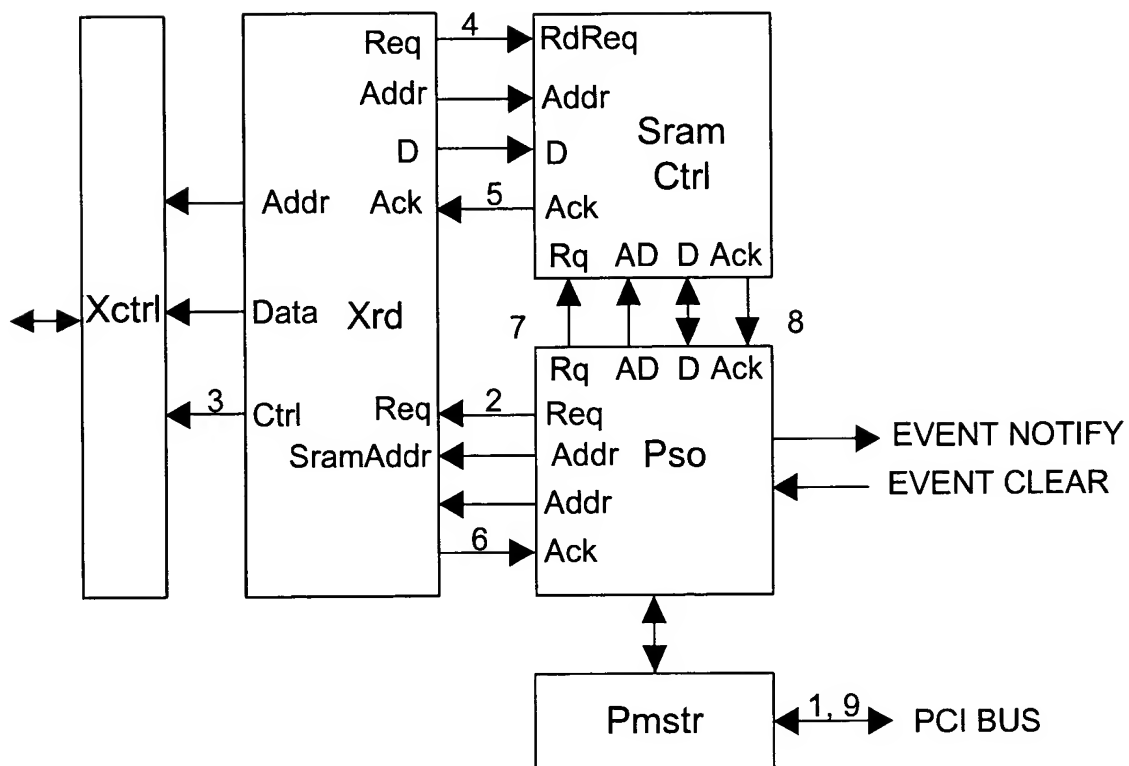 Req 4 RdReq
Addr Addr
Sram
Ctrl
D D
Addr Ack 5 Ack
Rq AD D Ack
Xctrl Data Xrd 7 8
Rq AD D Ack
3 Ctrl Req 2 Req
EVENT NOTIFY
SramAddr Addr Pso
EVENT CLEAR
Addr
6 Ack
Pmstr 1, 9 PCI BUS